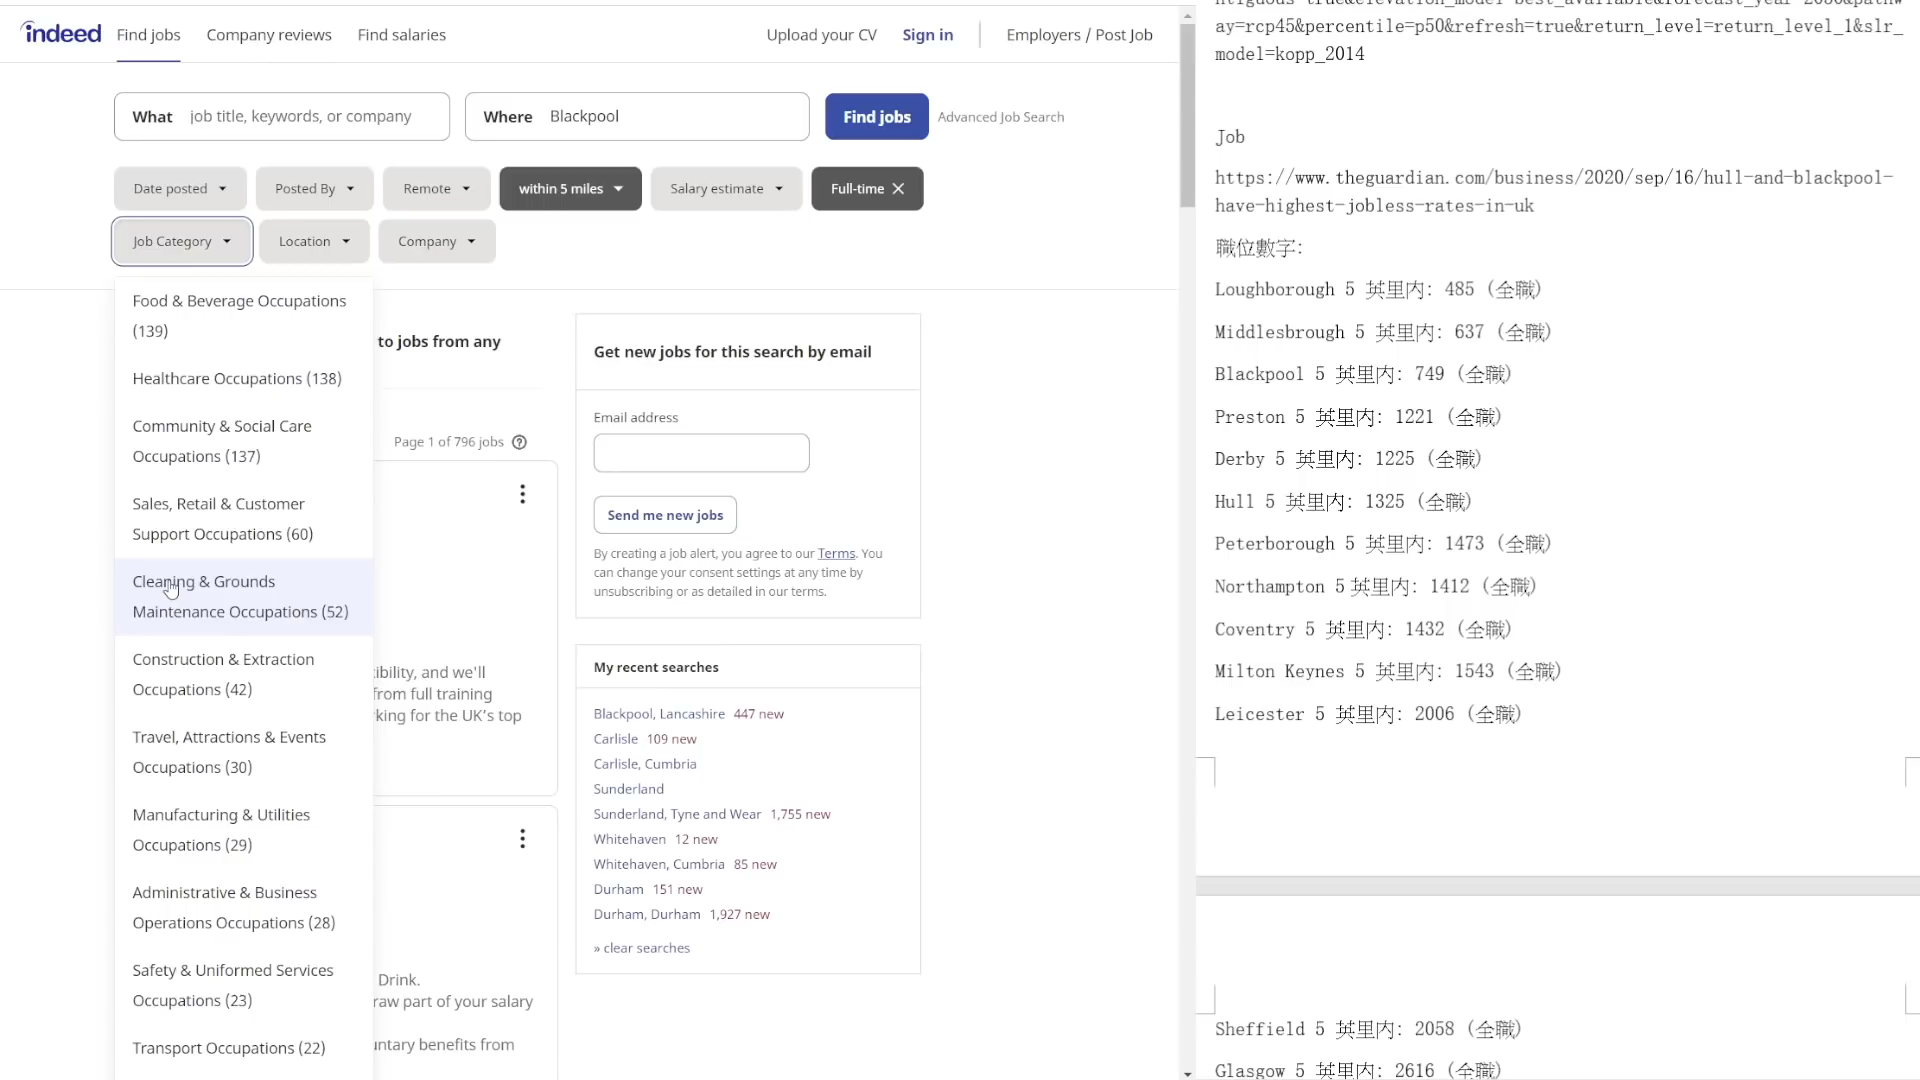 indeed
Find jobs
Company reviews
Find salaries
Upload your CV
Sign in
Employers / Post Job
What job title, keywords, or company
Where Blackpool
Find jobs
Advanced Job Search
Date posted
Posted By
Remote
within 5 miles
Salary estimate
Full-time
Job Category
Location
Company
Food & Beverage Occupations
(139)
Healthcare Occupations (138)
Community & Social Care
Occupations (137)
Sales, Retail & Customer
Support Occupations (60)
Cleaning & Grounds
Maintenance Occupations (52)
Construction & Extraction
Occupations (42)
Travel, Attractions & Events
Occupations (30)
Manufacturing & Utilities
Occupations (29)
Administrative & Business
Operations Occupations (28)
Safety & Uniformed Services
Occupations (23)
Transport Occupations (22)
to jobs from any
Page 1 of 796 jobs
and we'll
from full training
working for the UK's top
Drink.
part of your salary
benefits from
Get new jobs for this search by email
Email address
Send me new jobs
By creating a job alert, you agree to our Terms. You
can change your consent settings at any time by
unsubscribing or as detailed in our terms.
My recent searches
Blackpool, Lancashire 447 new
Carlisle 109 new
Carlisle, Cumbria
Sunderland
Sunderland, Tyne and Wear 1,755 new
Whitehaven 12 new
Whitehaven, Cumbria 85 new
Durham 151 new
Durham, Durham 1,927 new
» clear searches
ay=rcp45&percentile=p50&refresh=true&return_level=return_level_1&slr_
model=kopp_2014
Job
https://www.theguardian.com/business/2020/sep/16/hull-and-blackpool-
have-highest-jobless-rates-in-uk
職位數字:
Loughborough 5 英里内: 485 (全職)
Middlesbrough 5 英里内: 637 (全職)
Blackpool 5 英里内: 749 (全職)
Preston 5 英里内: 1221 (全職)
Derby 5 英里内: 1225 (全職)
Hull 5 英里内: 1325 (全職)
Peterborough 5 英里内: 1473 (全職)
Northampton 5 英里内: 1412 (全職)
Coventry 5 英里内: 1432 (全職)
Milton Keynes 5 英里内: 1543 (全職)
Leicester 5 英里内: 2006 (全職)
Sheffield 5 英里内: 2058 (全職)
Glasgow 5 英里内: 2616 (全職)